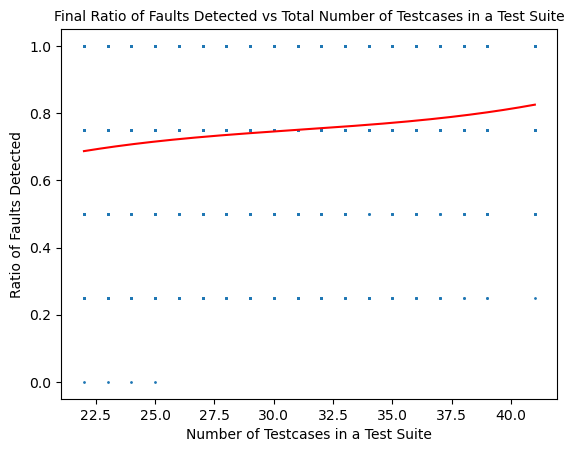 Final Ratio of Faults Detected vs Total Number of Testcases in a Test Suite
1.0
0.8
0.6
0.4
0.2
0.0
Ratio of Faults Detected
22.5 25.0 27.5 30.0 32.5 35.0 37.5 40.0
Number of Testcases in a Test Suite